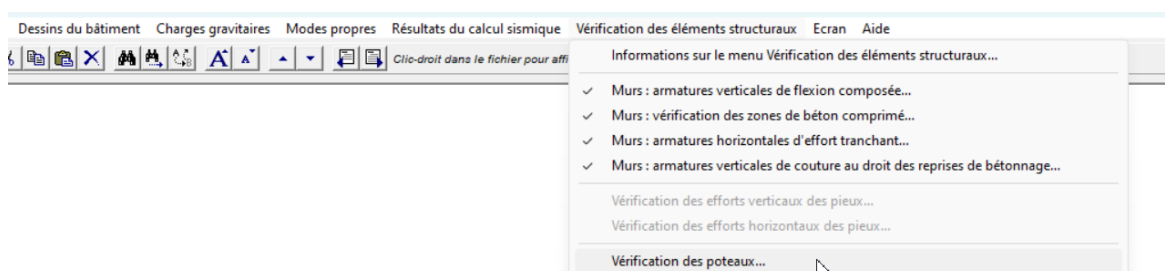 Dessins du bâtiment Charges gravitaires Modes propres Résultats du calcul sismique Vérification des éléments structuraux Ecran Aide
Clic-droit dans le fichier pour affi
Informations sur le menu Vérification des éléments structuraux...
Murs : armatures verticales de flexion composée...
Murs : vérification des zones de béton comprimé...
Murs : armatures horizontales d'effort tranchant...
Murs : armatures verticales de couture au droit des reprises de bétonnage...
Vérification des efforts verticaux des pieux...
Vérification des efforts horizontaux des pieux...
Vérification des poteaux...